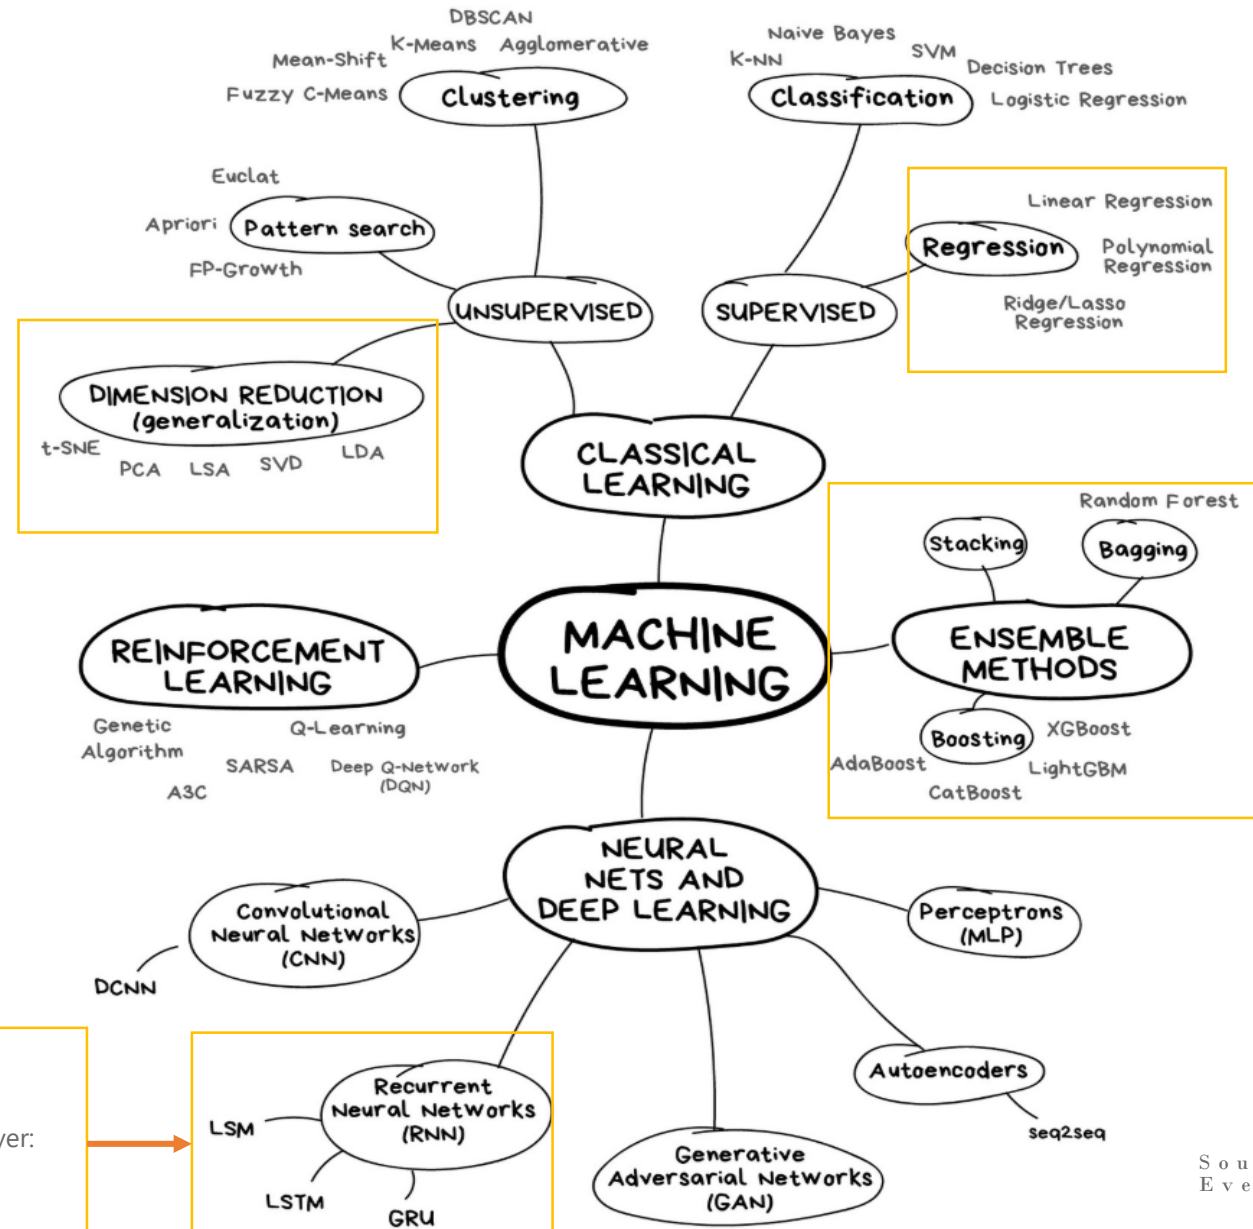 DBSCAN
K-Means
Agglomerative
Mean-Shift
Fuzzy C-Means
Clustering
Naive Bayes
K-NN
SVM
Decision Trees
Classification
Logistic Regression
Euclat
Apriori
Pattern search
FP-Growth
Linear Regression
Regression
Polynomial
Regression
Ridge/Lasso
Regression
UNSUPERVISED
SUPERVISED
DIMENSION REDUCTION
(generalization)
t-SNE
PCA
LSA
SVD
LDA
CLASSICAL
LEARNING
Random Forest
Stacking
Bagging
MACHINE
LEARNING
REINFORCEMENT
LEARNING
ENSEMBLE
METHODS
Genetic
Algorithm
Q-Learning
SARSA
Deep Q-Network
(DQN)
A3C
Boosting
XGBoost
AdaBoost
LightGBM
CatBoost
NEURAL
NETS AND
DEEP LEARNING
Convolutional
Neural Networks
(CNN)
DCNN
Perceptrons
(MLP)
Recurrent
Neural Networks
(RNN)
LSM
LSTM
GRU
yer:
Autoencoders
seq2seq
Generative
Adversarial Networks
(GAN)
Sou
Eve